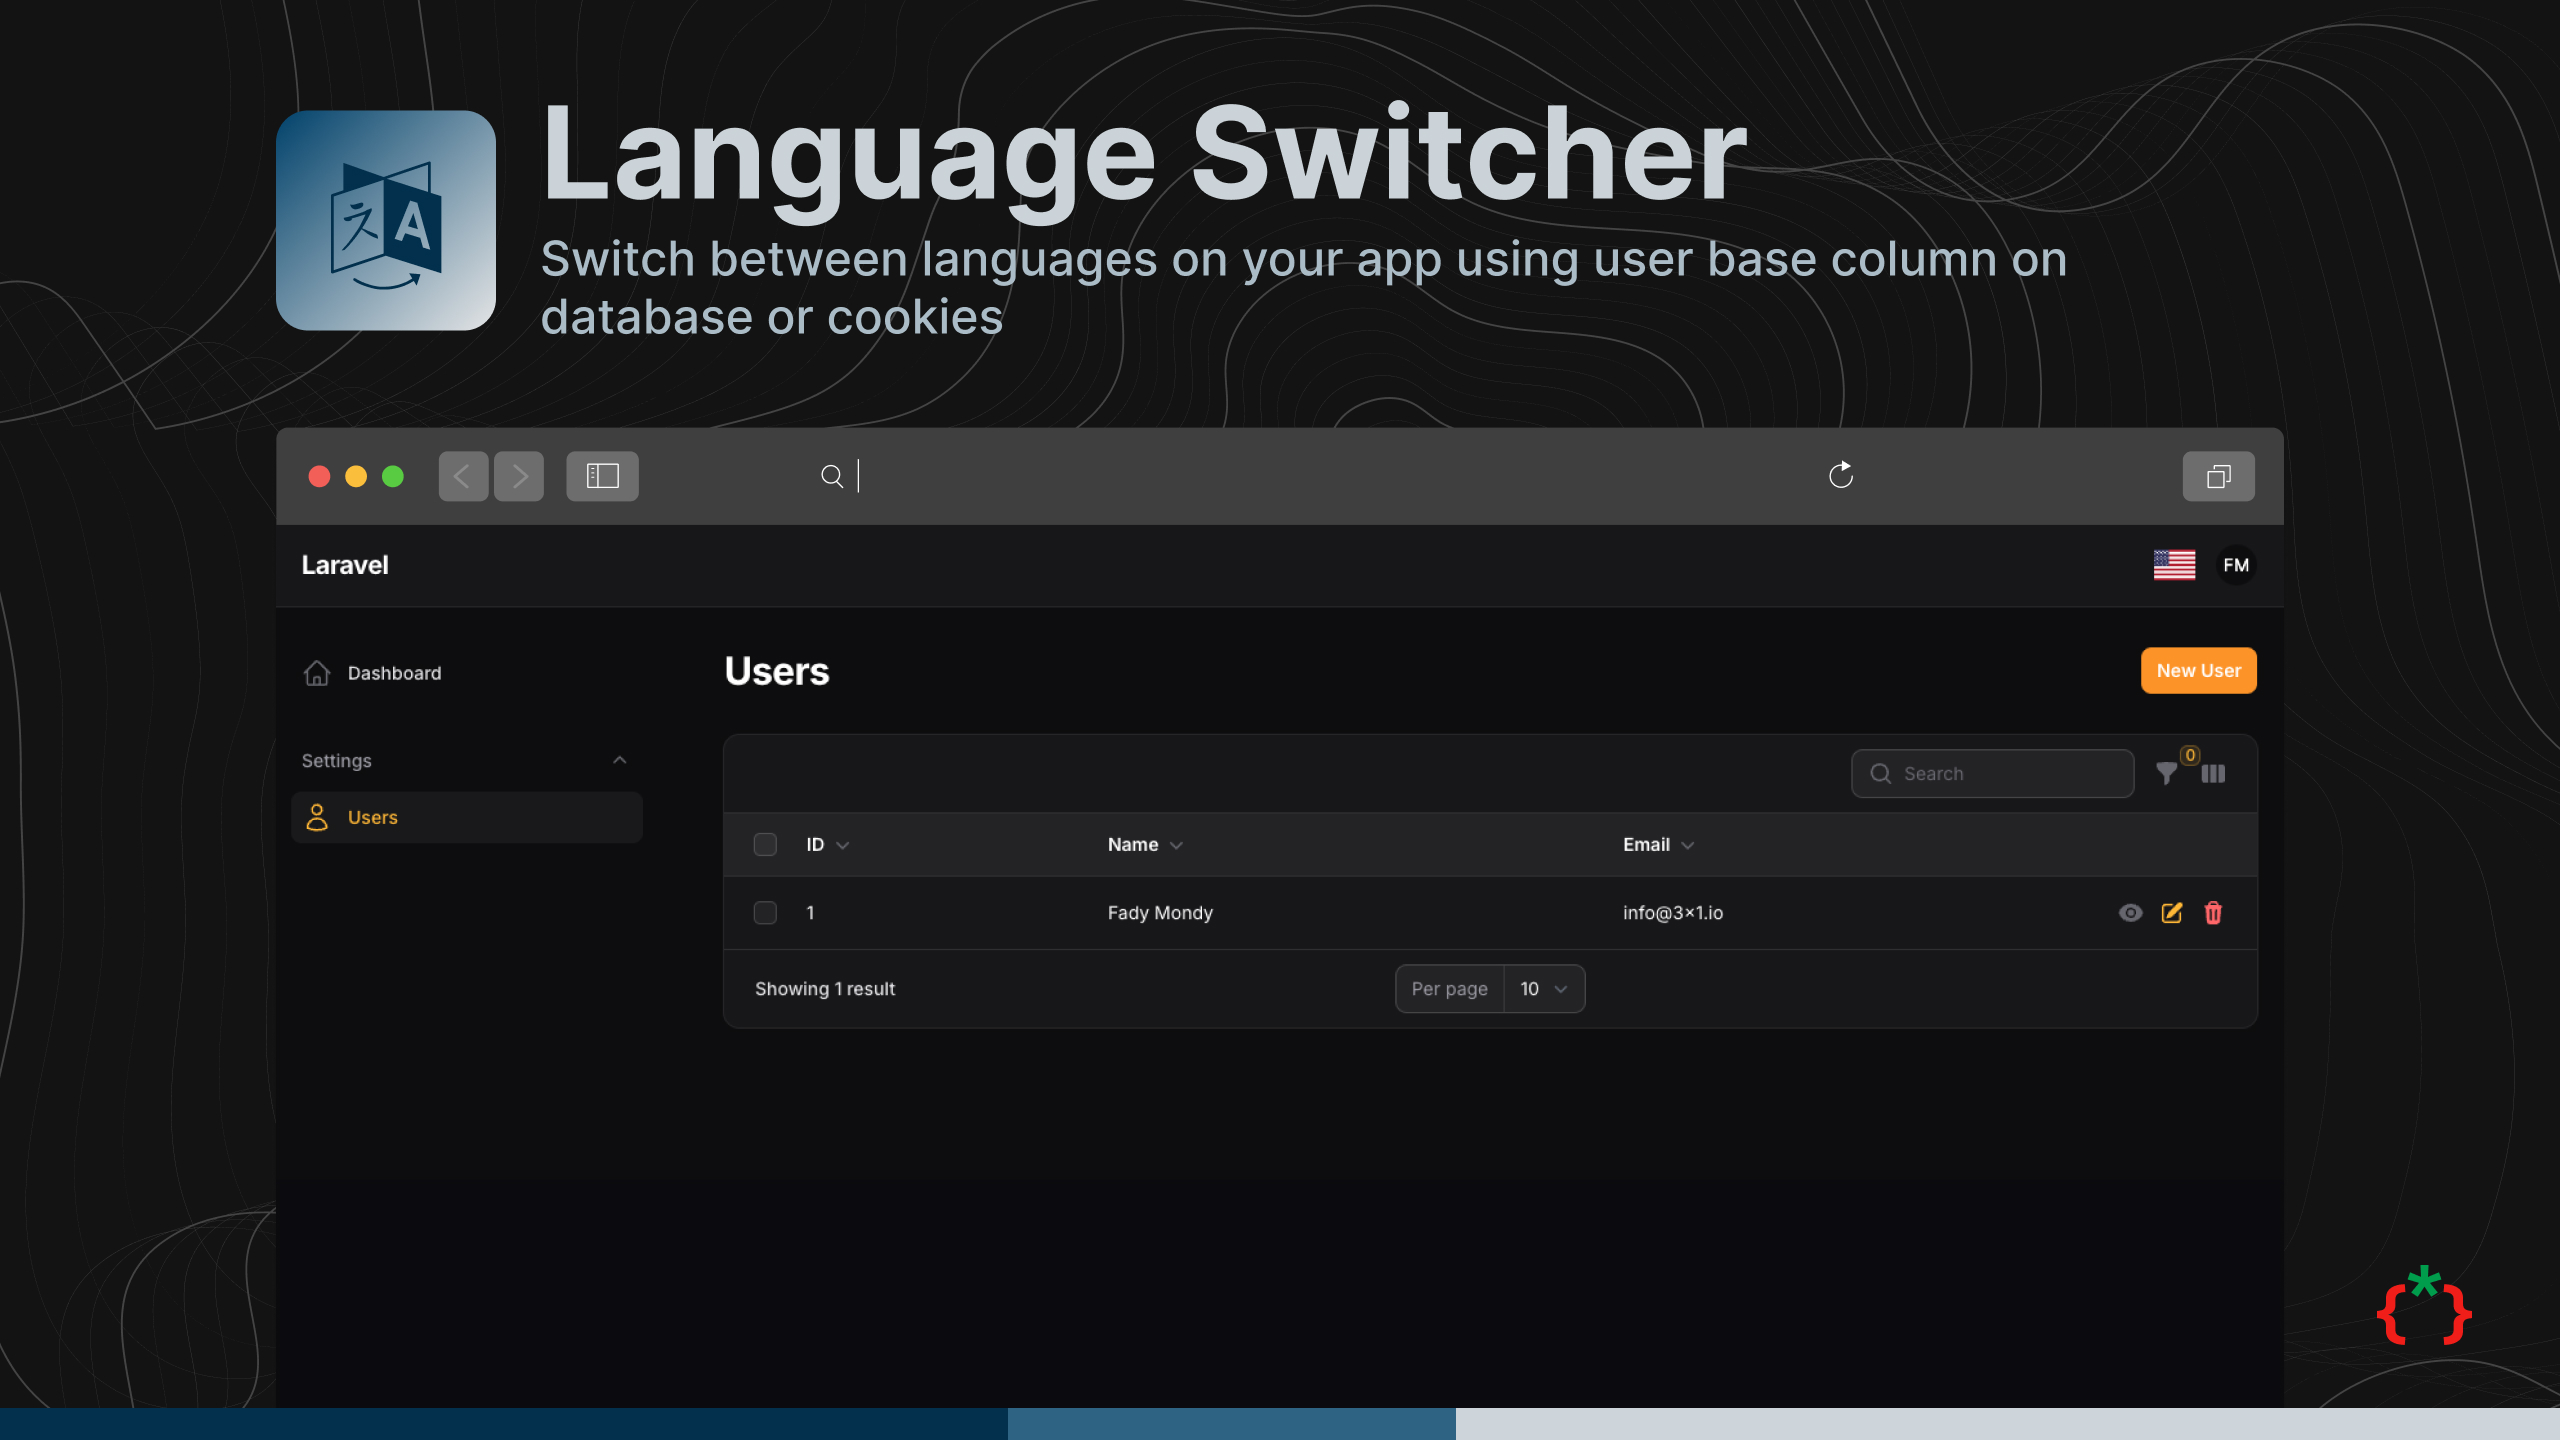 Language Switcher
Switch between languages on your app using user base column on
database or cookies
Laravel
FM
Dashboard
Users
New User
Settings
0
Search
Users
ID
Name
Email
1
Fady Mondy
info@3x1.io
Showing 1 result
Per page
10
文
A
{*}